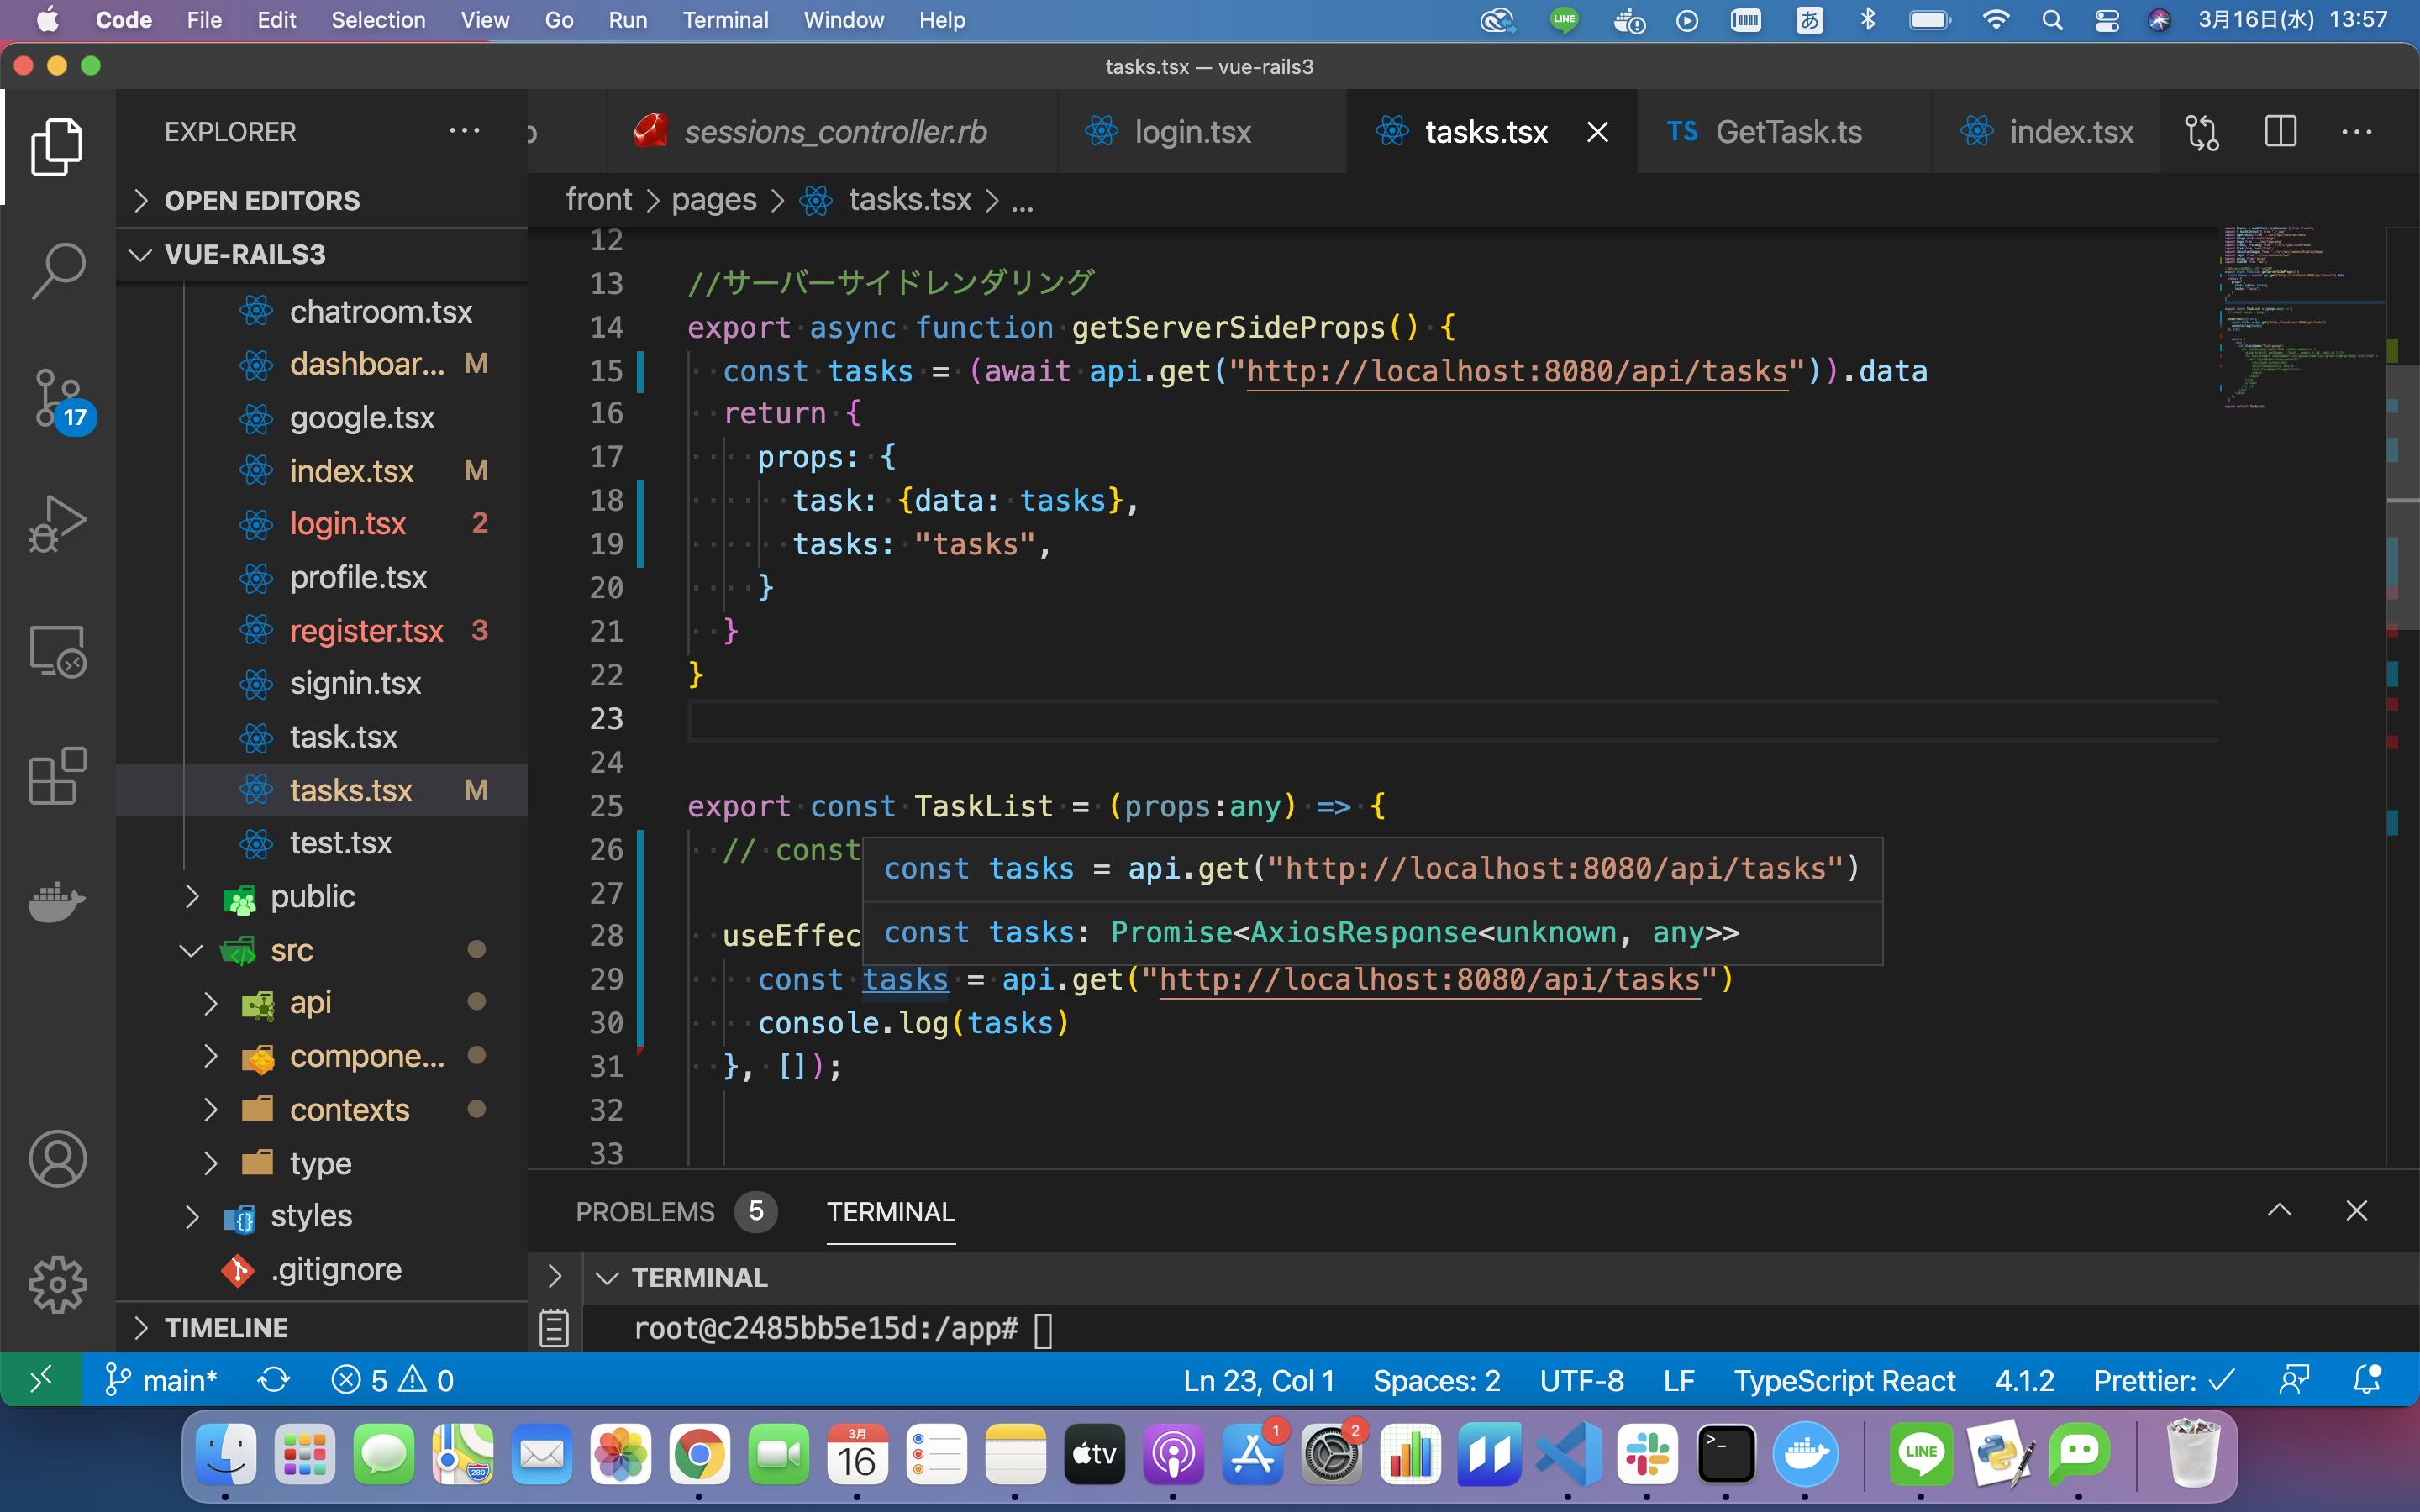 Code File Edit Selection View Go Run Terminal Window Help
LINE あ 3月16日(水) 13:57
tasks.tsx — vue-rails3
EXPLORER
sessions_controller.rb
login.tsx
tasks.tsx
TS GetTask.ts
index.tsx
front > pages > tasks.tsx > ...
OPEN EDITORS
VUE-RAILS3
chatroom.tsx
dashboar... M
google.tsx
index.tsx M
login.tsx 2
profile.tsx
register.tsx 3
signin.tsx
task.tsx
tasks.tsx M
test.tsx
public
src
api
compone...
contexts
type
styles
.gitignore
TIMELINE
17
12
13 //サーバーサイドレンダリング
14 export async function getServerSideProps() {
15 const tasks = (await api.get("http://localhost:8080/api/tasks")).data
16 return {
17 props: {
18 task: {data: tasks},
19 tasks: "tasks",
20 }
21 }
22 }
23
24
25 export const TaskList = (props:any) => {
26 // const
const tasks = api.get("http://localhost:8080/api/tasks")
27
28 useEffec
const tasks: Promise<AxiosResponse<unknown, any>>
29 const tasks = api.get("http://localhost:8080/api/tasks")
30 console.log(tasks)
31 }, []);
32
33
PROBLEMS 5 TERMINAL
TERMINAL
root@c2485bb5e15d:/app#
main* 5 0 Ln 23, Col 1 Spaces: 2 UTF-8 LF TypeScript React 4.1.2 Prettier: ✓
280
3月
16
tv
1
2
>_
LINE